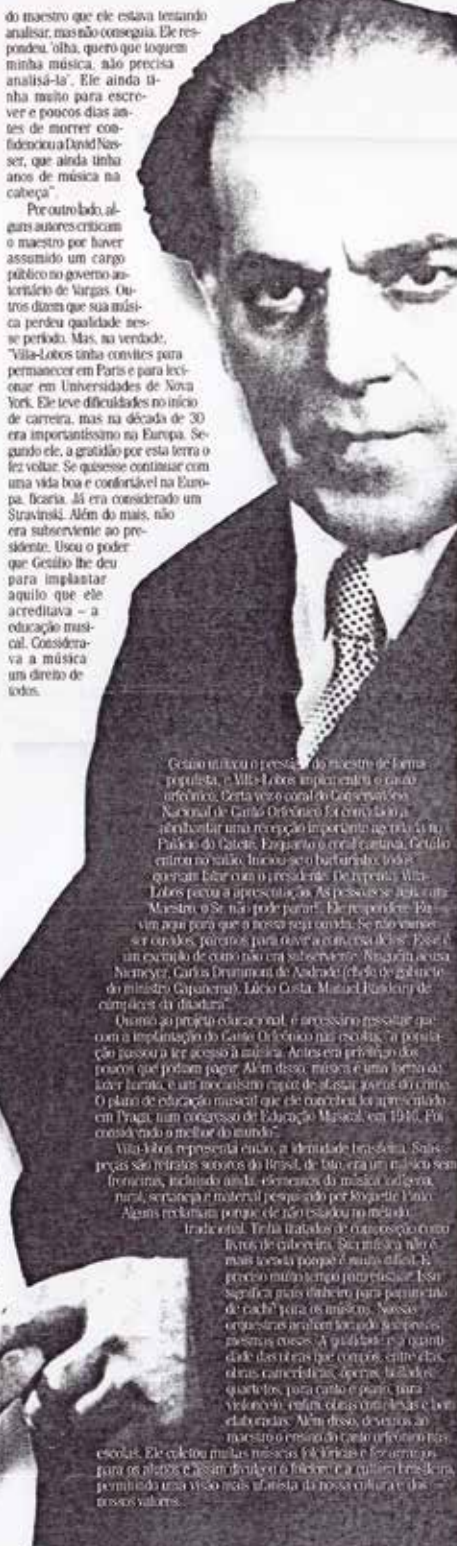 do maestro que ele estava tentando
analisar, mas não conseguia. Ele res-
pondeu, 'olha, quero que toquem
minha música, não precisa
analisá-la'. Ele ainda ti-
nha muito para escre-
ver e poucos dias an-
tes de morrer con-
fidenciou a David Nas-
ser, que ainda tinha
anos de música na
cabeça".
Por outro lado, al-
guns autores criticam
o maestro por haver
assumido um cargo
público no governo au-
toritário de Vargas. Ou-
tros dizem que sua músi-
ca perdeu qualidade nes-
se período. Mas, na verdade,
"Villa-Lobos tinha convites para
permanecer em Paris e para leci-
onar em Universidades de Nova
York. Ele teve dificuldades no início
de carreira, mas na década de 30
era importantíssimo na Europa. Se-
gundo ele, a gratidão por esta terra o
fez voltar. Se quisesse continuar com
uma vida boa e confortável na Euro-
pa, ficaria. Já era considerado um
Stravinski. Além do mais, não
era subserviente ao pre-
sidente. Usou o poder
que Getúlio lhe deu
para implantar
aquilo que ele
acreditava – a
educação musi-
cal. Considera-
va a música
um direito de
todos.
Getúlio utilizou o prestígio do maestro de forma
populista, e Villa-Lobos implementou o canto
orfeônico. Certa vez o coral do Conservatório
Nacional de Canto Orfeônico foi convidado a
abrilhantar uma recepção importante no
Palácio do Catete. Enquanto o coral cantava, Getúlio
entrou no salão. Iniciou-se o burburinho, todos
queriam falar com o presidente. De repente, Villa-
Lobos parou a apresentação. As pessoas
Maestro, o Sr. não pode parar!. Ele respondeu:
vim aqui para que a nossa seja ouvida. Se não vamos
ser ouvidos, paremos para ouvir a conversa deles'. Esse é
um exemplo de como não era subserviente. Ninguém acusa
Niemeyer, Carlos Drummont de Andrade (chefe de gabinete
do ministro Capanema), Lúcio Costa, Manuel Bandeira de
cúmplices da ditadura".
Quanto ao projeto educacional, é necessário ressaltar que
com a implantação do Canto Orfeônico nas escolas, "a popula-
ção passou a ter acesso à música. Antes era privilégio dos
poucos que podiam pagar. Além disso, música é uma forma de
lazer barato, e um mecanismo capaz de afastar jovens do crime.
O plano de educação musical que ele concebeu foi apresentado
em Praga, num congresso de Educação Musical, em Foi
considerado o melhor do mundo".
Villa-lobos representa então, a identidade brasileira. Suas
peças são retratos sonoros do Brasil, de fato, era um músico sem
fronteiras, incluindo ainda, elementos da música indígena,
rural, sertaneja e material pesquisado por Roquette Pinto.
Alguns reclamam porque ele não estudou no método
tradicional. Tinha tratados de composição como
livros de cabeceira. Sua música não é
mais tocada porque é muito difícil. É
preciso muito tempo para ensaiar. Isso
significa mais dinheiro para pagamento
de cachê para os músicos. Nossas
orquestras acabam tocando sempre as
mesmas coisas. A qualidade e a quanti-
dade das obras que compôs, entre elas,
obras camerísticas, óperas, bailados,
quartetos, para canto e piano, para
violoncelo, enfim, obras complexas e bem
elaboradas. Além disso, devemos ao
maestro o ensino do canto orfeônico nas
escolas. Ele coletou muitas músicas folclóricas e fez arranjos
para os alunos e assim divulgou o folclore e a cultura brasileira,
permitindo uma visão mais ufanista da nossa cultura e dos
nossos valores.